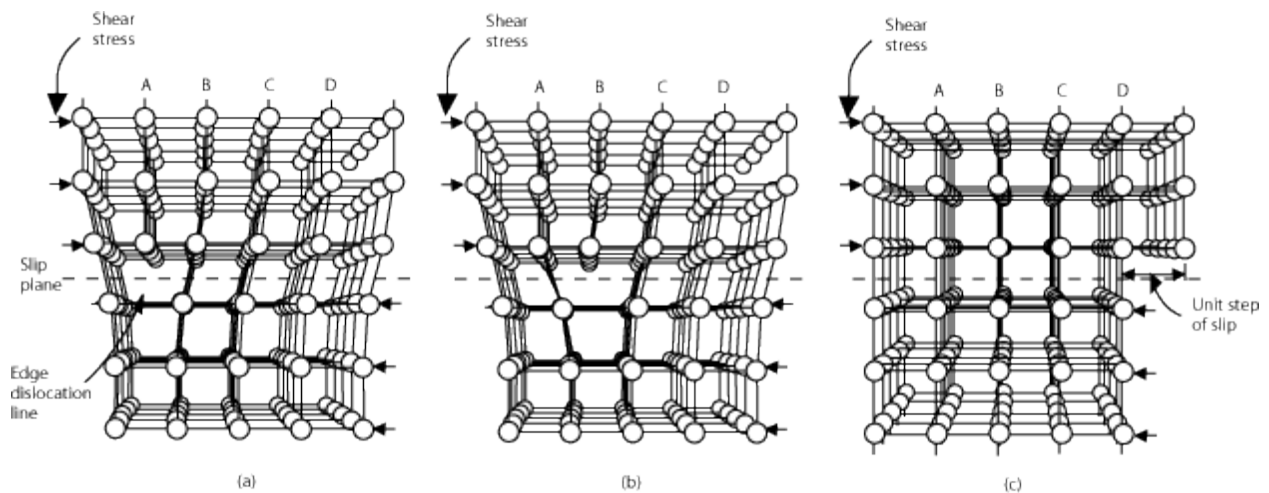 Shear
stress
A B C D
Slip
plane
Edge
dislocation
line
(a)
Shear
stress
A B C D
(b)
Shear
stress
A B C D
Unit step
of slip
(c)